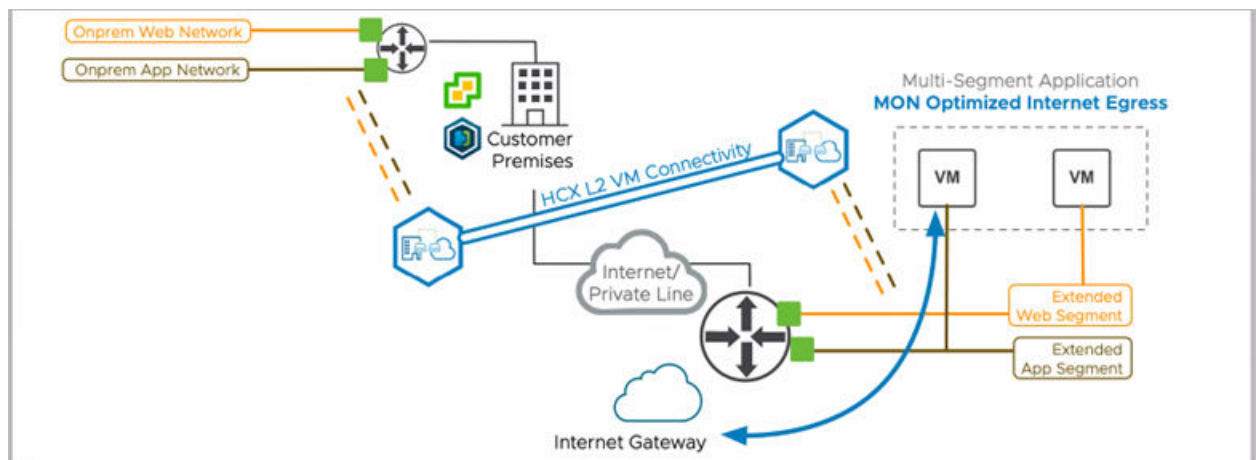 Onprem Web Network
Onprem App Network
Customer
Premises
HCX L2 VM Connectivity
Multi-Segment Application
MON Optimized Internet Egress
VM
VM
Internet/
Private Line
Extended
Web Segment
Extended
App Segment
Internet Gateway